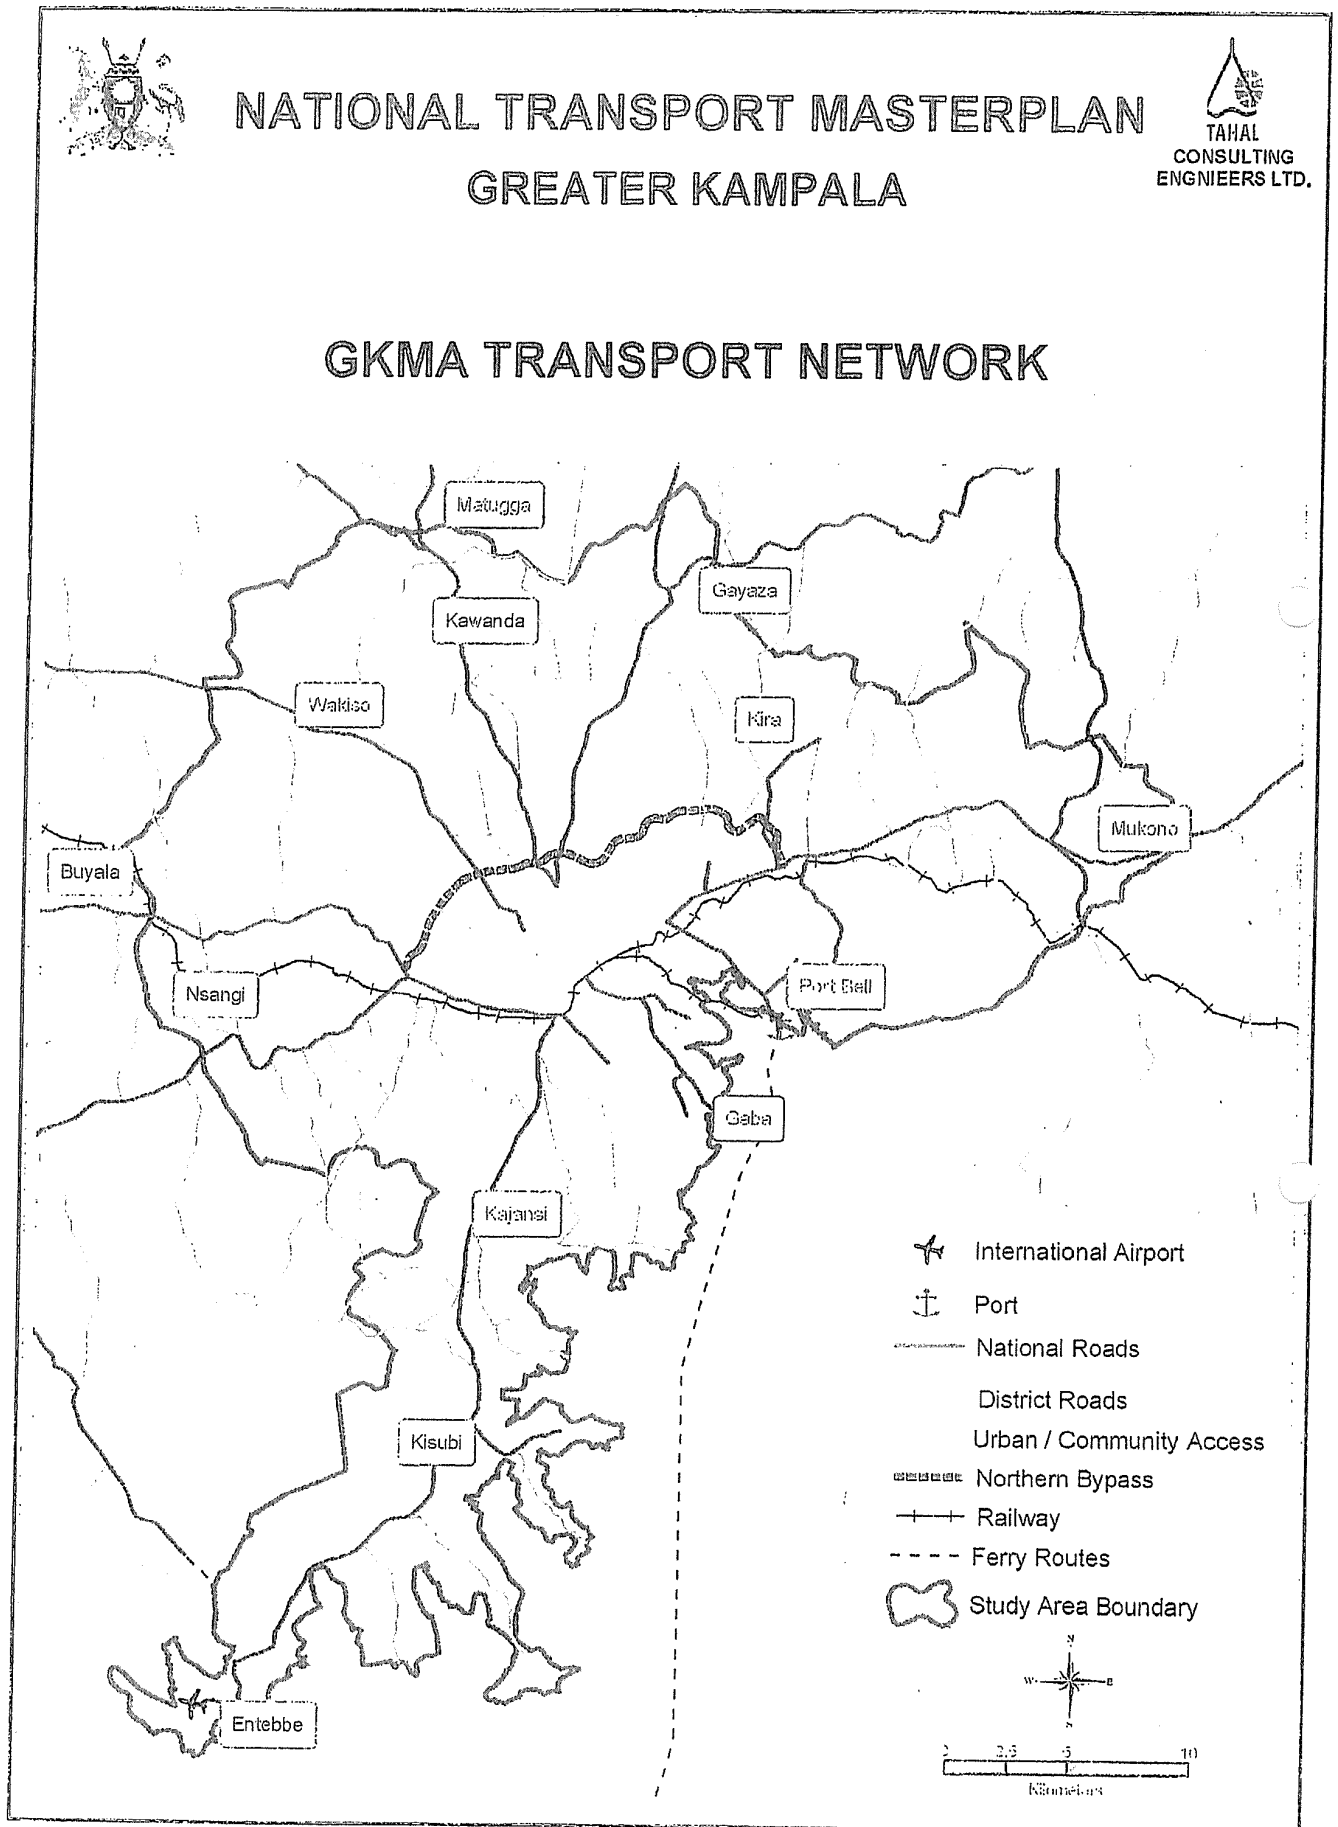 NATIONAL TRANSPORT MASTERPLAN
GREATER KAMPALA
TAHAL
CONSULTING
ENGNIEERS LTD.
GKMA TRANSPORT NETWORK
Matugga
Gayaza
Kawanda
Wakiso
Kira
Mukono
Buyala
Nsangi
Port Bell
Gaba
Kajansi
International Airport
Port
National Roads
District Roads
Kisubi
Urban / Community Access
Northern Bypass
Railway
Ferry Routes
Study Area Boundary
N
W E
S
Entebbe
0 2.5 5 10
Kilometers